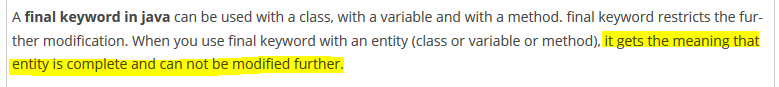 A final keyword in java can be used with a class, with a variable and with a method. final keyword restricts the fur-
ther modification. When you use final keyword with an entity (class or variable or method), it gets the meaning that
entity is complete and can not be modified further.